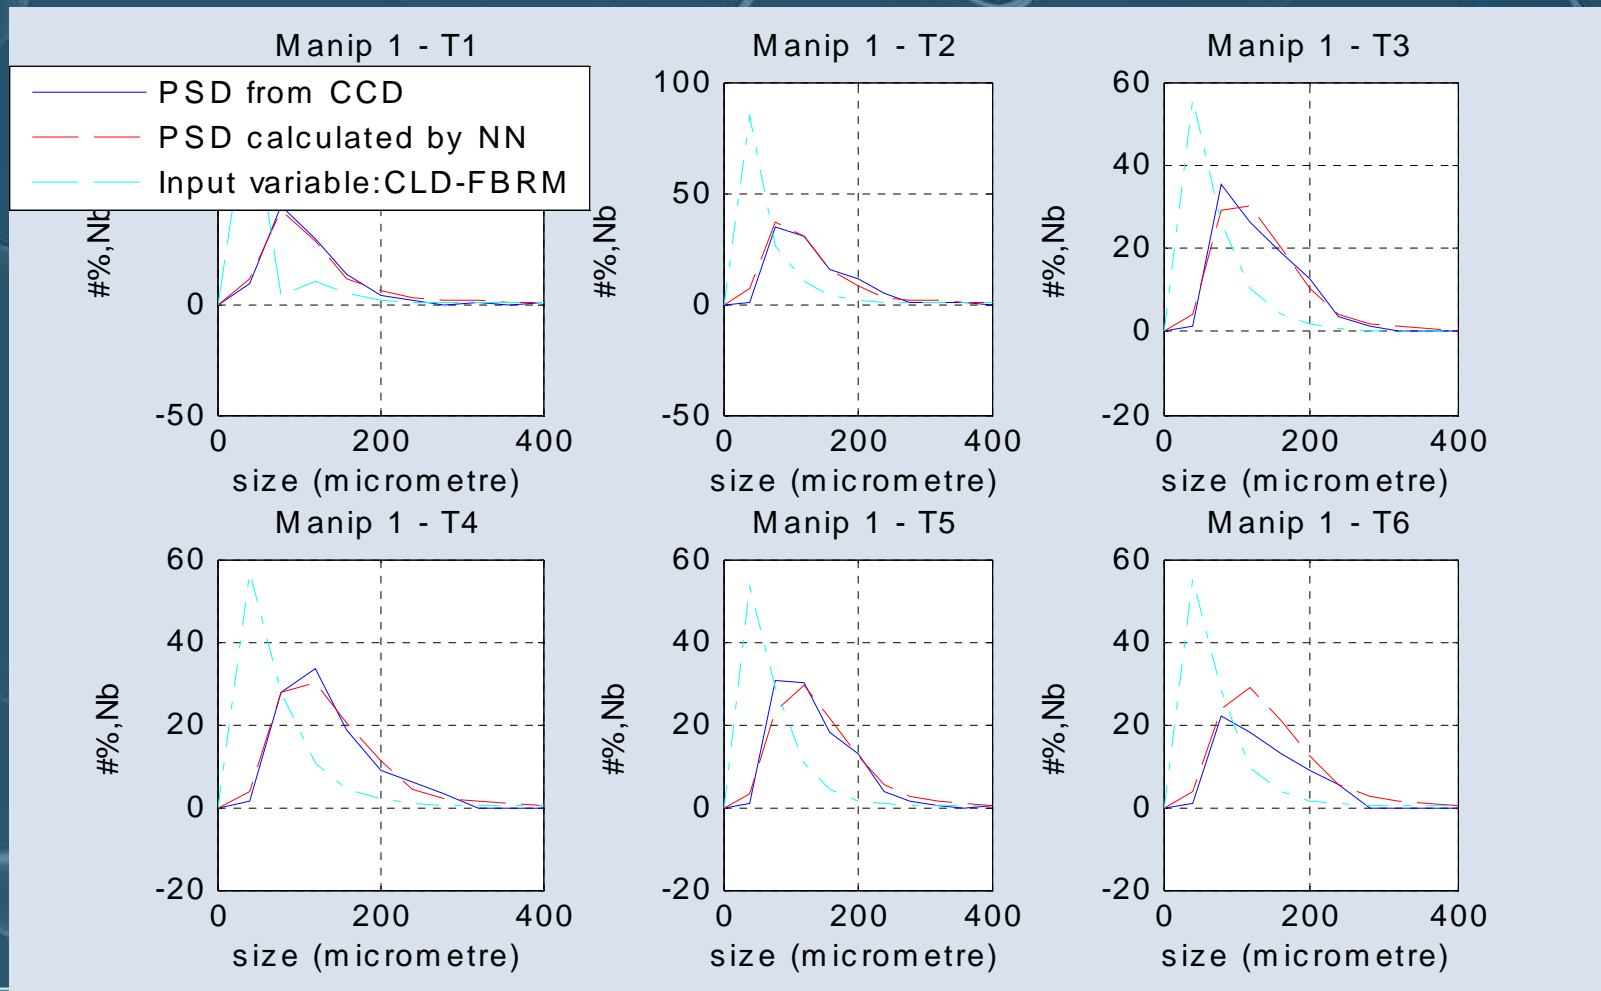 Manip 1 - T1
Manip 1 - T2
Manip 1 - T3
PSD from CCD
PSD calculated by NN
Input variable:CLD-FBRM
#%,Nb
0
-50
0
200
400
size (micrometre)
#%,Nb
100
50
0
-50
0
200
400
size (micrometre)
#%,Nb
60
40
20
0
-20
0
200
400
size (micrometre)
Manip 1 - T4
#%,Nb
60
40
20
0
-20
0
200
400
size (micrometre)
Manip 1 - T5
#%,Nb
60
40
20
0
-20
0
200
400
size (micrometre)
Manip 1 - T6
#%,Nb
60
40
20
0
-20
0
200
400
size (micrometre)